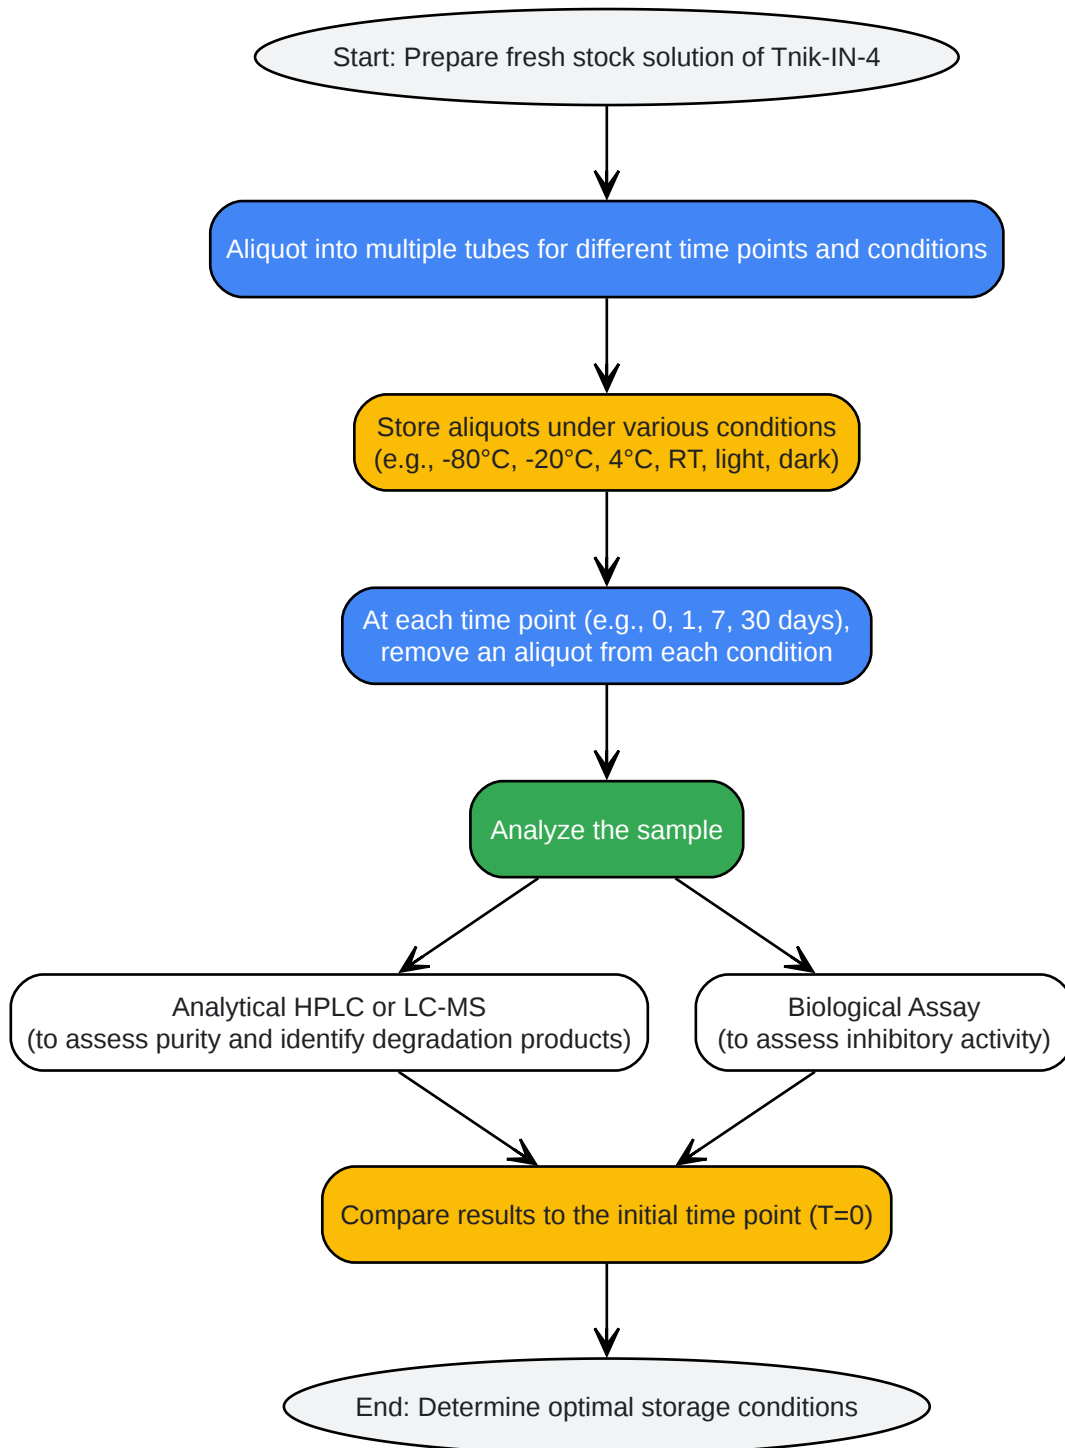 Start: Prepare fresh stock solution of Tnik-IN-4
Aliquot into multiple tubes for different time points and conditions
Store aliquots under various conditions
(e.g., -80°C, -20°C, 4°C, RT, light, dark)
At each time point (e.g., 0, 1, 7, 30 days),
remove an aliquot from each condition
Analyze the sample
Analytical HPLC or LC-MS
(to assess purity and identify degradation products)
Biological Assay
(to assess inhibitory activity)
Compare results to the initial time point (T=0)
End: Determine optimal storage conditions